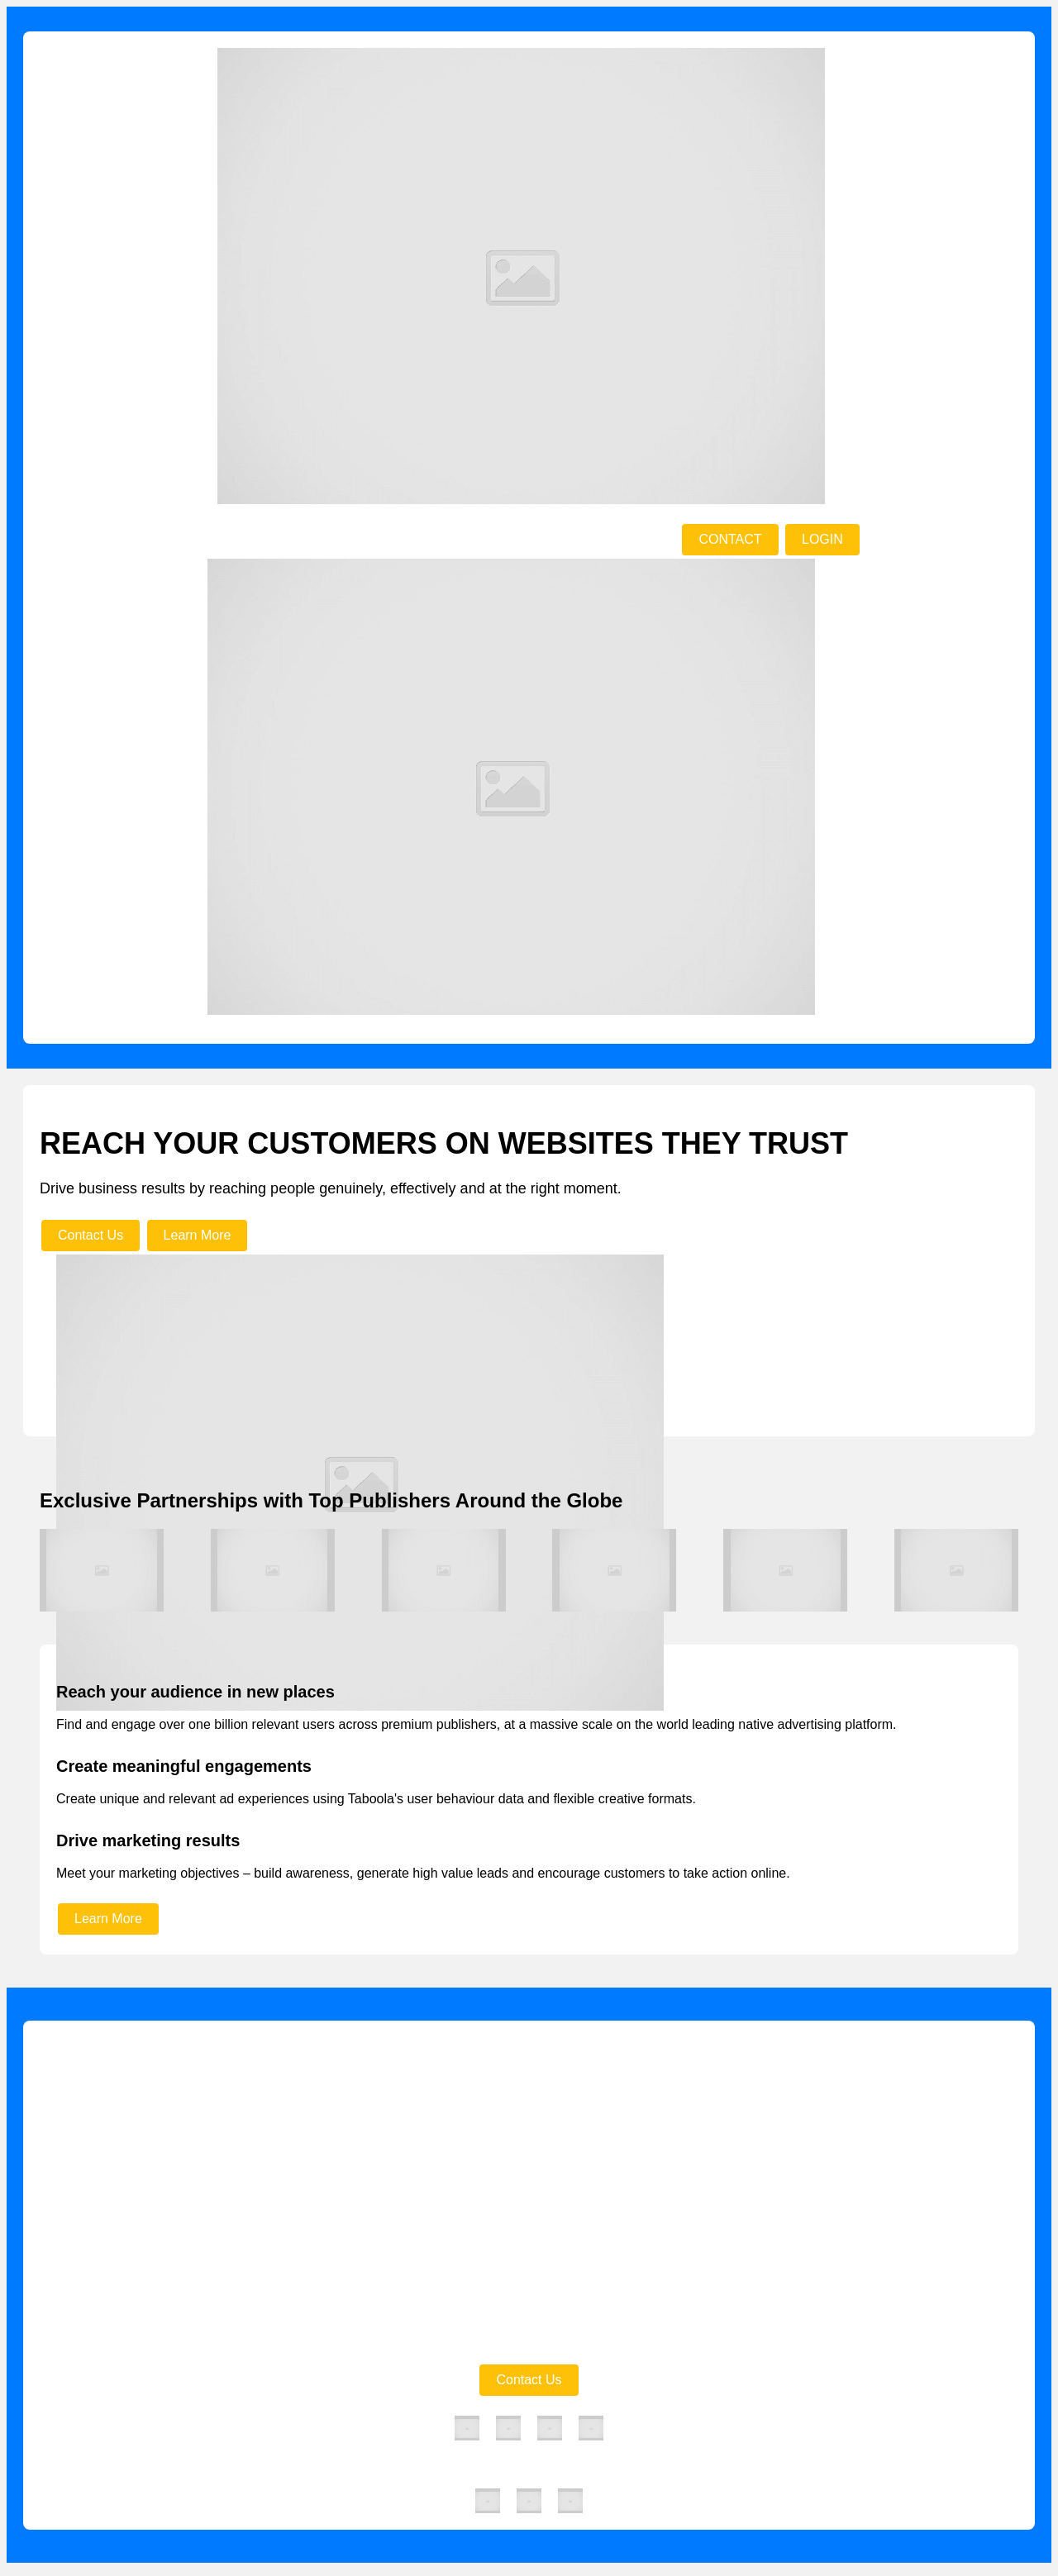 CONTACT LOGIN
REACH YOUR CUSTOMERS ON WEBSITES THEY TRUST
Drive business results by reaching people genuinely, effectively and at the right moment.
Contact Us Learn More
Exclusive Partnerships with Top Publishers Around the Globe
Reach your audience in new places
Find and engage over one billion relevant users across premium publishers, at a massive scale on the world leading native advertising platform.
Create meaningful engagements
Create unique and relevant ad experiences using Taboola's user behaviour data and flexible creative formats.
Drive marketing results
Meet your marketing objectives – build awareness, generate high value leads and encourage customers to take action online.
Learn More
Contact Us